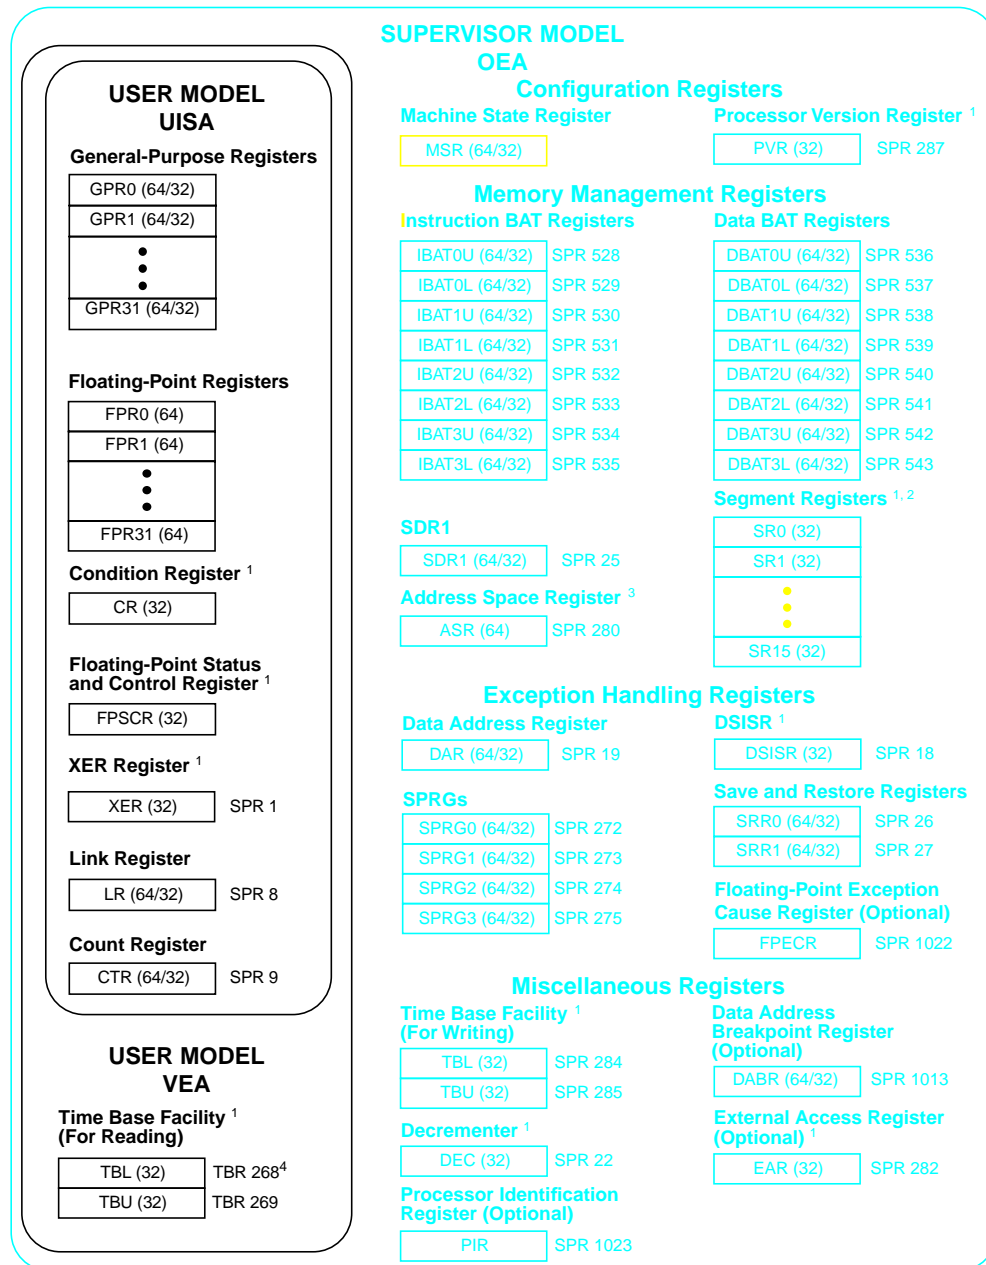 SUPERVISOR MODEL
OEA
USER MODEL
UISA
General-Purpose Registers
GPR0 (64/32)
GPR1 (64/32)
GPR31 (64/32)
Floating-Point Registers
FPR0 (64)
FPR1 (64)
FPR31 (64)
Condition Register 1
CR (32)
Floating-Point Status
and Control Register 1
FPSCR (32)
XER Register 1
XER (32) SPR 1
Link Register
LR (64/32) SPR 8
Count Register
CTR (64/32) SPR 9
USER MODEL
VEA
Time Base Facility 1
(For Reading)
TBL (32) TBR 268 4
TBU (32) TBR 269
Configuration Registers
Machine State Register
MSR (64/32)
Processor Version Register 1
PVR (32) SPR 287
Memory Management Registers
Instruction BAT Registers
IBAT0U (64/32) SPR 528
IBAT0L (64/32) SPR 529
IBAT1U (64/32) SPR 530
IBAT1L (64/32) SPR 531
IBAT2U (64/32) SPR 532
IBAT2L (64/32) SPR 533
IBAT3U (64/32) SPR 534
IBAT3L (64/32) SPR 535
Data BAT Registers
DBAT0U (64/32) SPR 536
DBAT0L (64/32) SPR 537
DBAT1U (64/32) SPR 538
DBAT1L (64/32) SPR 539
DBAT2U (64/32) SPR 540
DBAT2L (64/32) SPR 541
DBAT3U (64/32) SPR 542
DBAT3L (64/32) SPR 543
SDR1
SDR1 (64/32) SPR 25
Address Space Register 3
ASR (64) SPR 280
Segment Registers 1, 2
SR0 (32)
SR1 (32)
SR15 (32)
Exception Handling Registers
Data Address Register
DAR (64/32) SPR 19
SPRGs
SPRG0 (64/32) SPR 272
SPRG1 (64/32) SPR 273
SPRG2 (64/32) SPR 274
SPRG3 (64/32) SPR 275
DSISR 1
DSISR (32) SPR 18
Save and Restore Registers
SRR0 (64/32) SPR 26
SRR1 (64/32) SPR 27
Floating-Point Exception
Cause Register (Optional)
FPECR SPR 1022
Miscellaneous Registers
Time Base Facility 1
(For Writing)
TBL (32) SPR 284
TBU (32) SPR 285
Decrementer 1
DEC (32) SPR 22
Processor Identification
Register (Optional)
PIR SPR 1023
Data Address
Breakpoint Register
(Optional)
DABR (64/32) SPR 1013
External Access Register
(Optional) 1
EAR (32) SPR 282